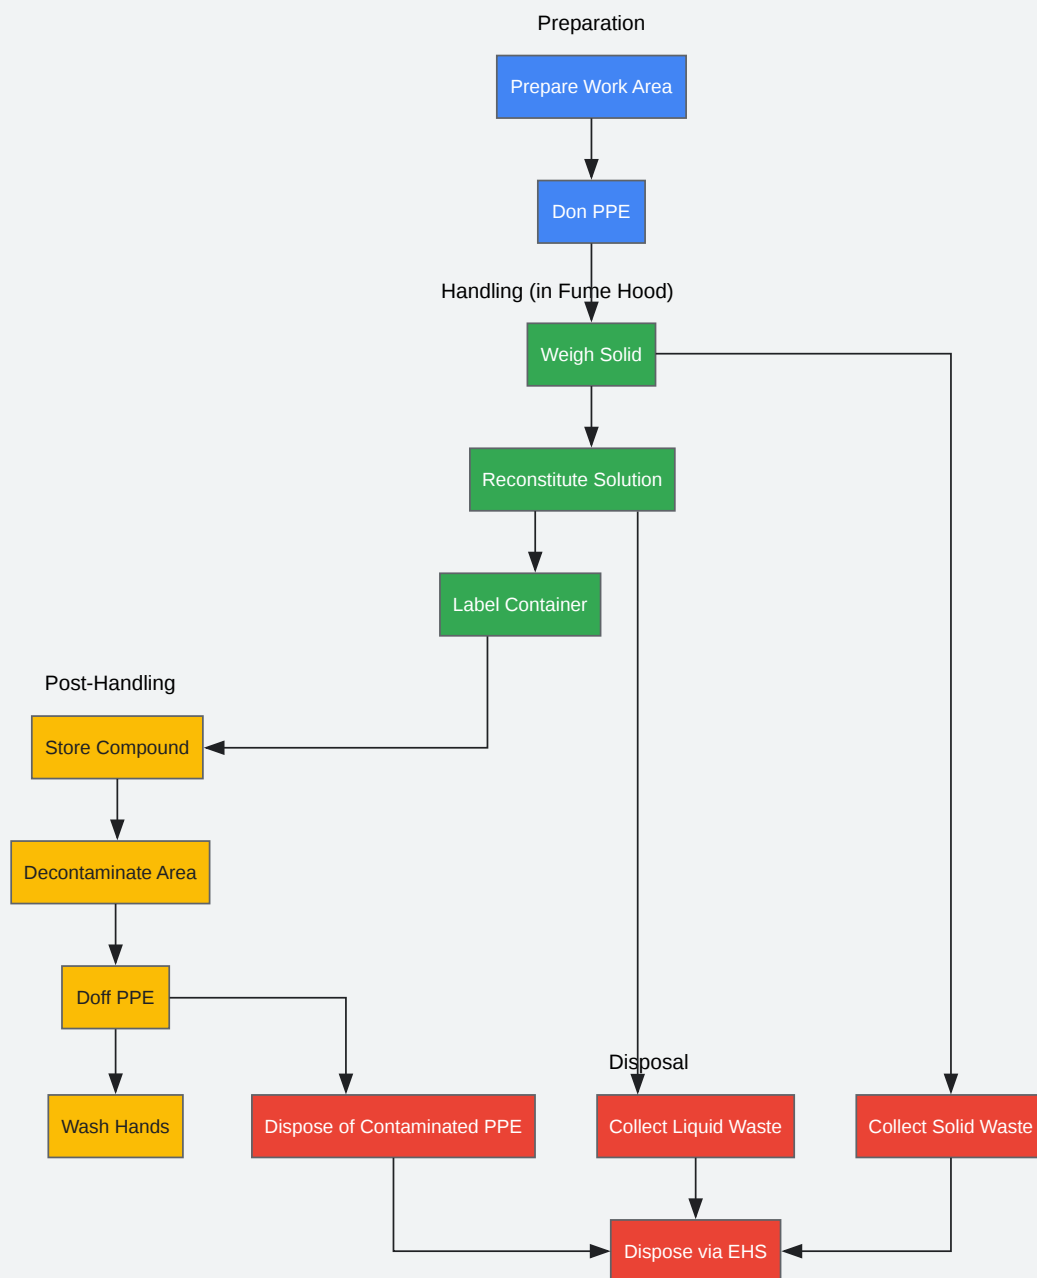 Preparation
Prepare Work Area
Don PPE
Handling (in Fume Hood)
Weigh Solid
Reconstitute Solution
Label Container
Post-Handling
Store Compound
Decontaminate Area
Doff PPE
Disposal
Wash Hands
Dispose of Contaminated PPE
Collect Liquid Waste
Collect Solid Waste
Dispose via EHS